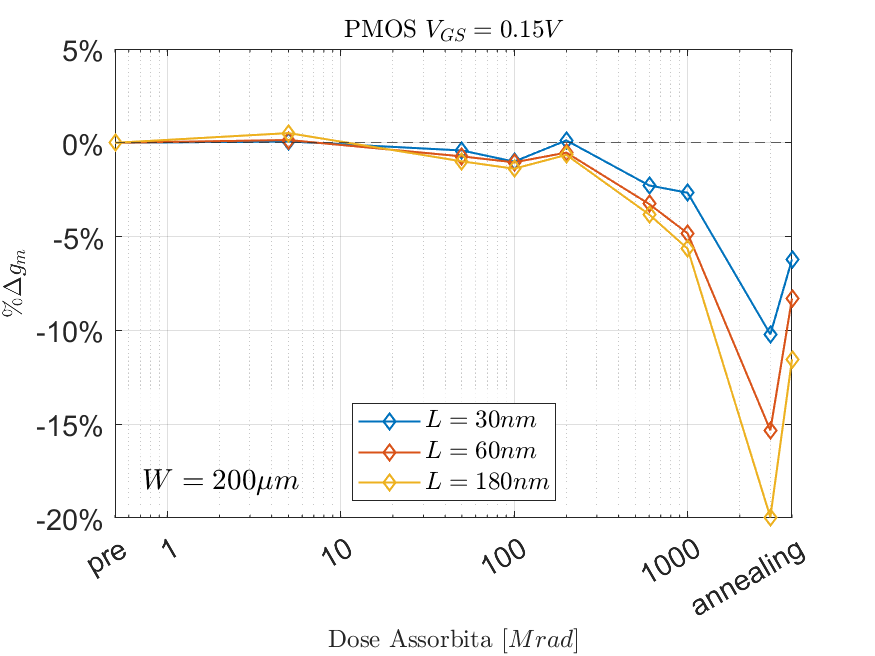 PMOS V_{GS} = 0.15V
5%
0%
-5%
-10%
-15%
-20%
%Δg_m
L = 30nm
L = 60nm
L = 180nm
W = 200μm
pre 1 10 100 1000 annealing
Dose Assorbita [Mrad]